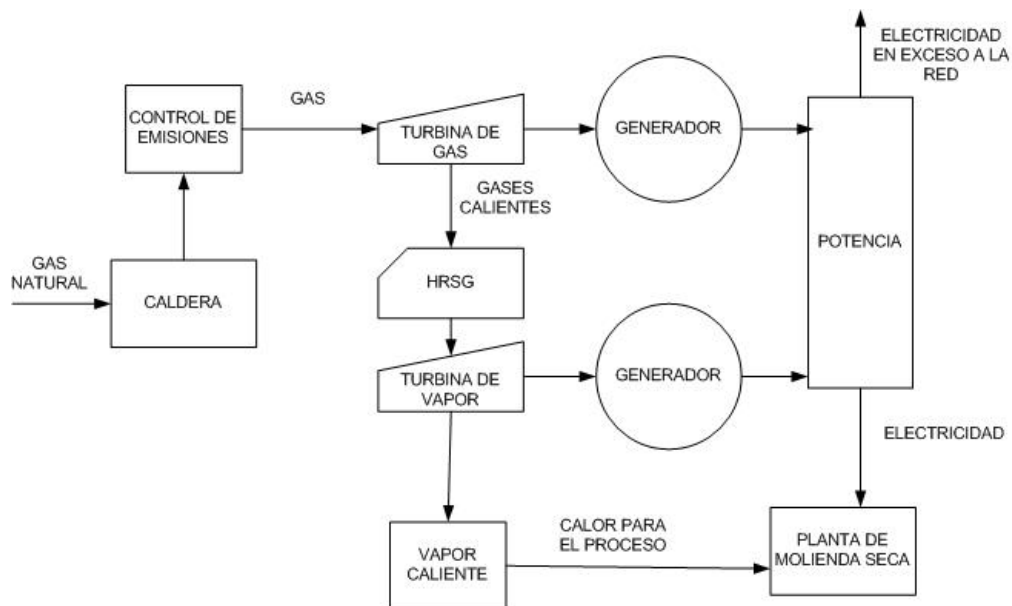 ELECTRICIDAD
EN EXCESO A LA
RED
CONTROL DE
EMISIONES
GAS
TURBINA DE
GAS
GENERADOR
GASES
CALIENTES
POTENCIA
GAS
NATURAL
CALDERA
HRSG
TURBINA DE
VAPOR
GENERADOR
ELECTRICIDAD
VAPOR
CALIENTE
CALOR PARA
EL PROCESO
PLANTA DE
MOLIENDA SECA